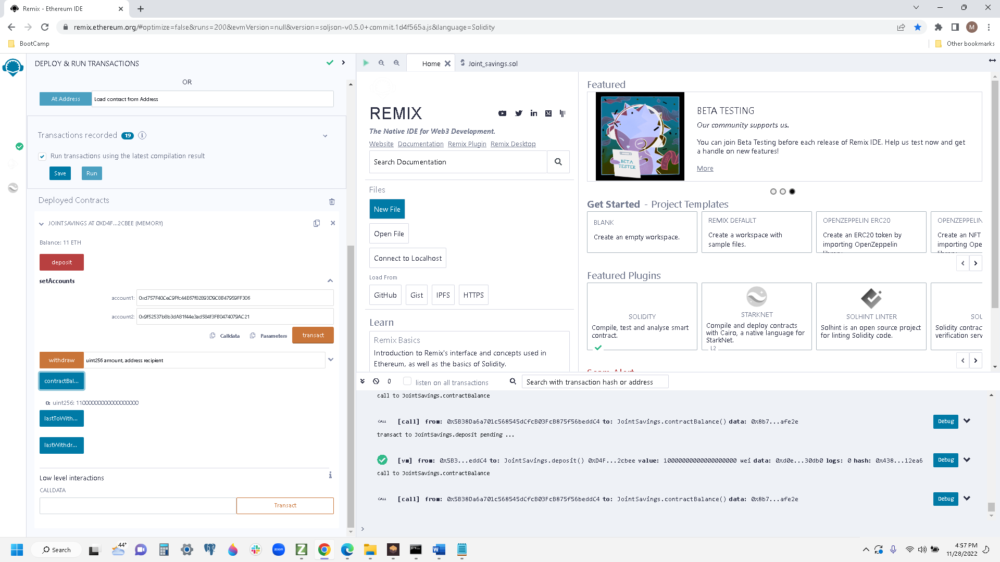 Remix - Ethereum IDE
remix.ethereum.org/#optimize=false&runs=200&evmVersion=null&version=soljson-v0.5.0+commit.1d4f565a.js&language=Solidity
M
BootCamp
Other bookmarks
DEPLOY & RUN TRANSACTIONS
OR
At Address
Load contract from Address
Transactions recorded 19
Run transactions using the latest compilation result
Save
Run
Deployed Contracts
JOINTSAVINGS AT 0XD4F...2CBEE (MEMORY)
Balance: 11 ETH
deposit
setAccounts
account1: 0xd757F40CeC9Ffc44E67f82893D9C8B47959FF306
account2: 0x9f52537b8b3dA81f44e3ad584f3FB0474079AC21
Calldata
Parameters
transact
withdraw
uint256 amount, address recipient
contractBal...
0: uint256: 11000000000000000000
lastToWith...
lastWithdr...
Low level interactions
CALLDATA
Transact
Home
Joint_savings.sol
REMIX
The Native IDE for Web3 Development.
Website Documentation Remix Plugin Remix Desktop
Search Documentation
Files
New File
Open File
Connect to Localhost
Load From
GitHub
Gist
IPFS
HTTPS
Learn
Remix Basics
Introduction to Remix's interface and concepts used in
Ethereum, as well as the basics of Solidity.
Featured
BETA
TESTER
BETA TESTING
Our community supports us.
You can join Beta Testing before each release of Remix IDE. Help us test now and get
a handle on new features!
More
Get Started - Project Templates
BLANK
Create an empty workspace.
REMIX DEFAULT
Create a workspace with
sample files.
OPENZEPPELIN ERC20
Create an ERC20 token by
importing OpenZeppelin
library.
OPENZEPPELIN
Create an NFT
importing Ope
Featured Plugins
SOLIDITY
Compile, test and analyse smart
contract.
STARKNET
Compile and deploy contracts
with Cairo, a native language for
StarkNet.
L2
SOLHINT LINTER
Solhint is an open source project
for linting Solidity code.
SOU
Solidity contrac
verification serv
Scam Alert
0
listen on all transactions
Search with transaction hash or address
call to JointSavings.contractBalance
CALL [call] from: 0x5B38Da6a701c568545dCfcB03FcB875f56beddC4 to: JointSavings.contractBalance() data: 0x8b7...afe2e
Debug
transact to JointSavings.deposit pending ...
[vm] from: 0x5B3...eddC4 to: JointSavings.deposit() 0xD4F...2cbee value: 10000000000000000000 wei data: 0xd0e...30db0 logs: 0 hash: 0x438...12ea6
Debug
call to JointSavings.contractBalance
CALL [call] from: 0x5B38Da6a701c568545dCfcB03FcB875f56beddC4 to: JointSavings.contractBalance() data: 0x8b7...afe2e
Debug
>
Search
44°
zoom
4:57 PM
11/28/2022